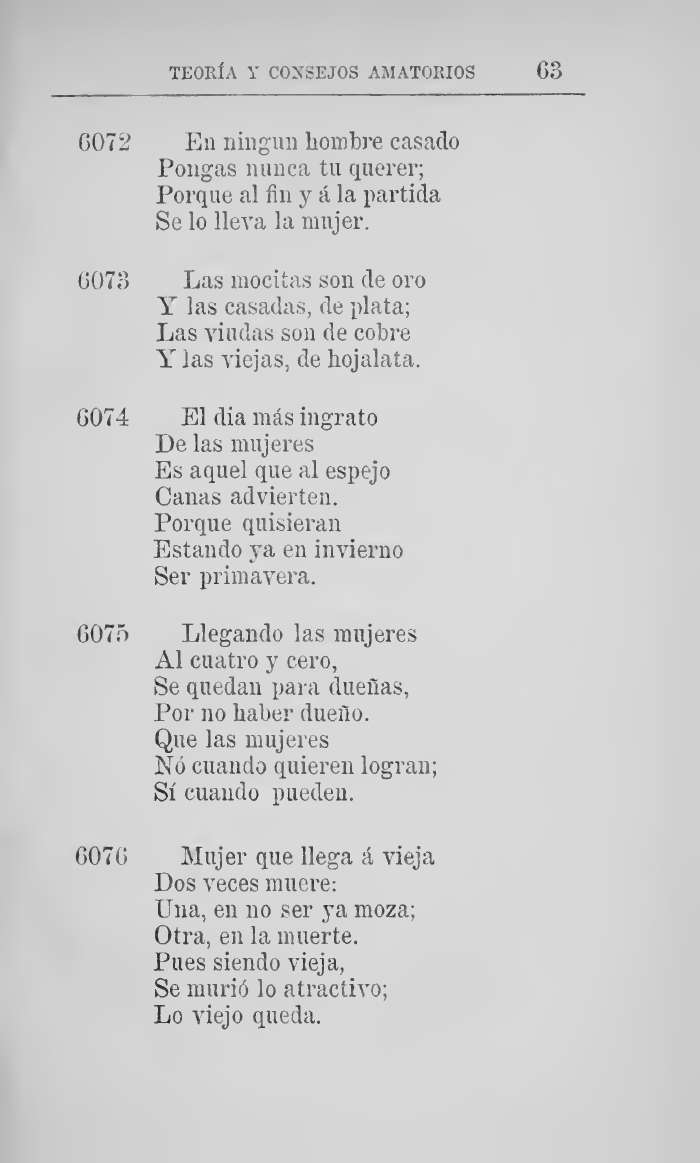 TEORÍA Y CONSEJOS AMATORIOS 63
6072 En ningun hombre casado
Pongas nunca tu querer;
Porque al fin y á la partida
Se lo lleva la mujer.
6073 Las mocitas son de oro
Y las casadas, de plata;
Las viudas son de cobre
Y las viejas, de hojalata.
6074 El dia más ingrato
De las mujeres
Es aquel que al espejo
Canas advierten.
Porque quisieran
Estando ya en invierno
Ser primavera.
6075 Llegando las mujeres
Al cuatro y cero,
Se quedan para dueñas,
Por no haber dueño.
Que las mujeres
Nó cuando quieren logran;
Sí cuando pueden.
6076 Mujer que llega á vieja
Dos veces muere:
Una, en no ser ya moza;
Otra, en la muerte.
Pues siendo vieja,
Se murió lo atractivo;
Lo viejo queda.